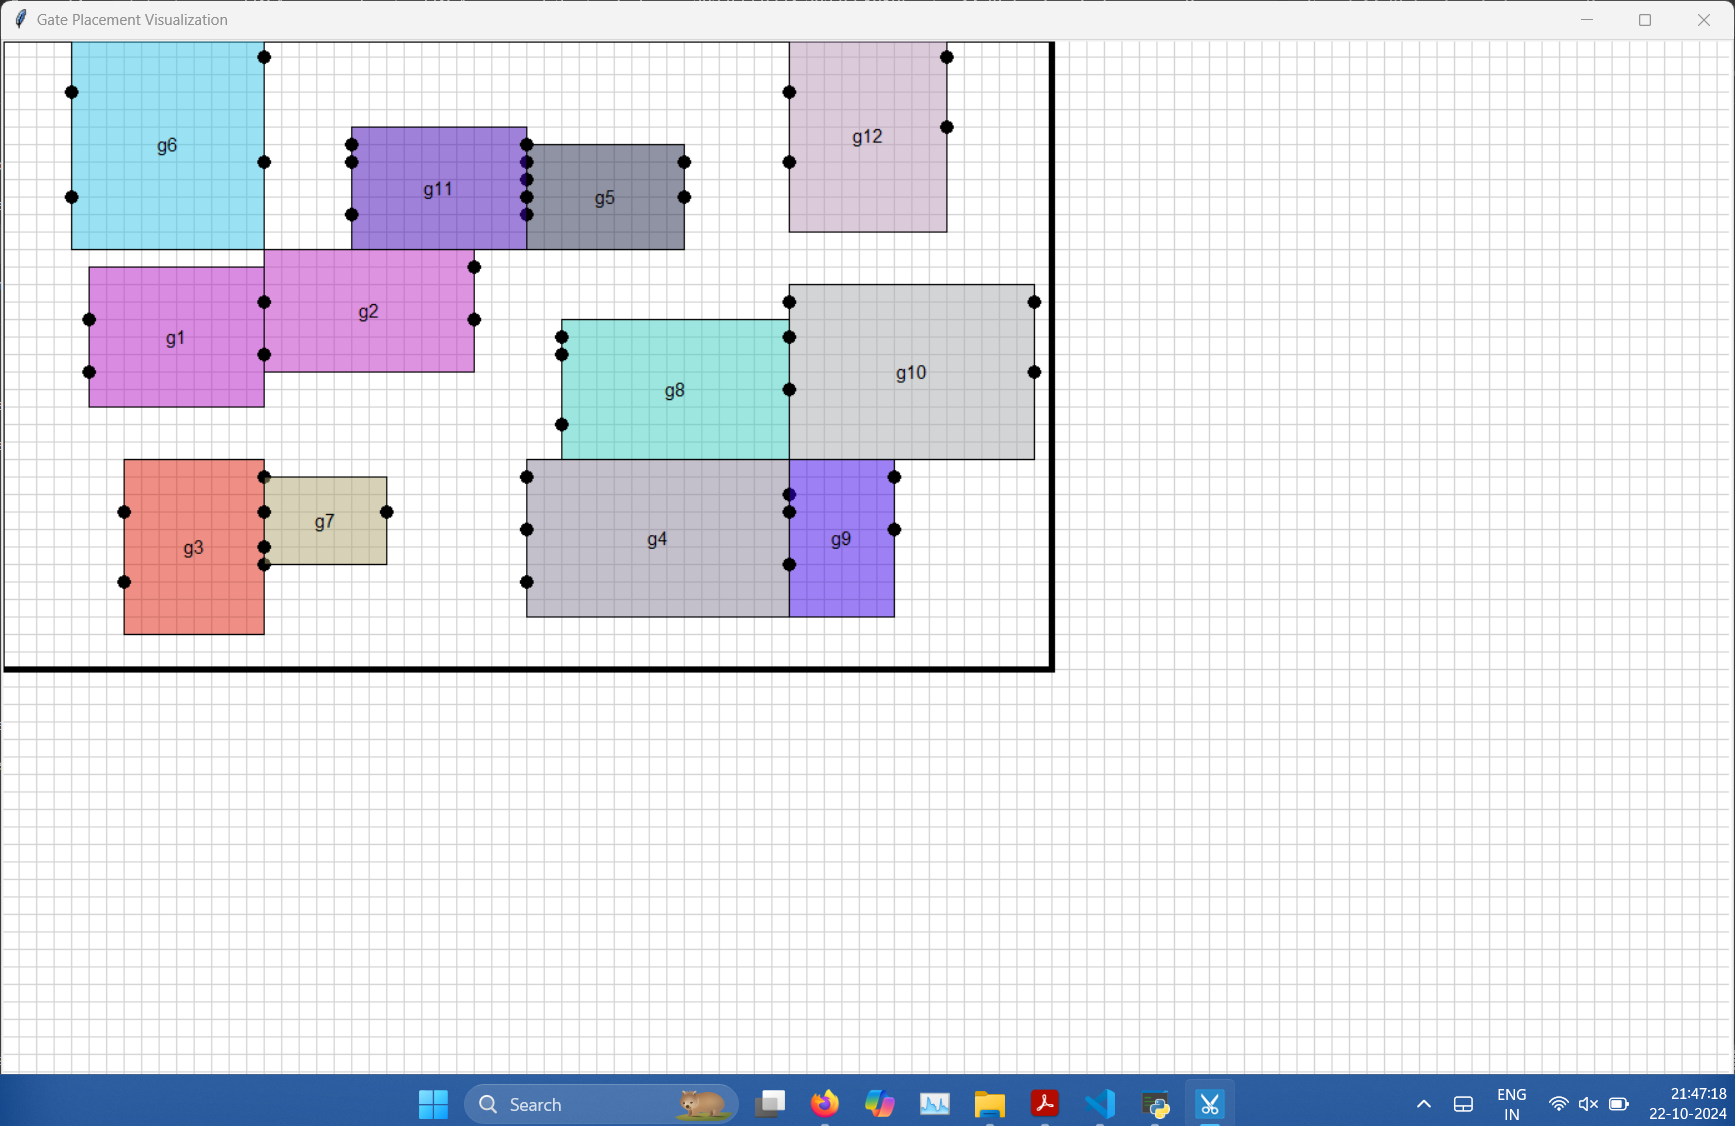 Gate Placement Visualization
g6
g12
g11
g5
g2
g1
g8
g10
g3
g7
g4
g9
Search
ENG
IN
21:47:18
22-10-2024